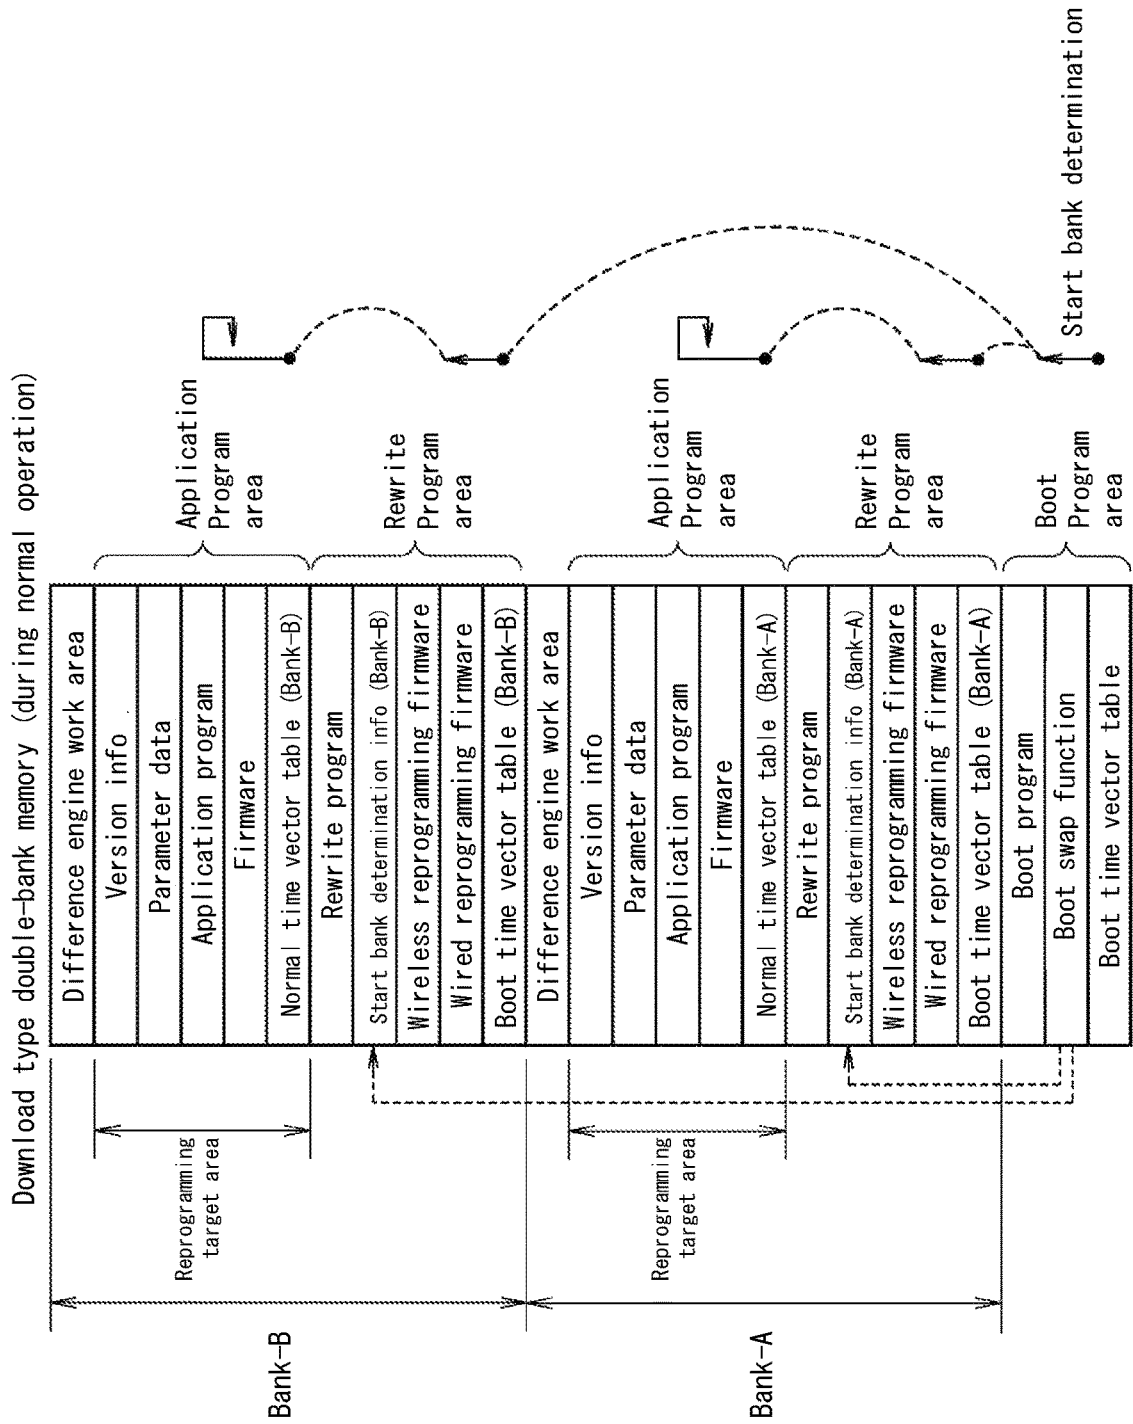 Download type double-bank memory (during normal operation)
Bank-B
Reprogramming
target area
Difference engine work area
Version info
Parameter data
Application program
Firmware
Normal time vector table (Bank-B)
Rewrite program
Start bank determination info (Bank-B)
Wireless reprogramming firmware
Wired reprogramming firmware
Boot time vector table (Bank-B)
Application
Program
area
Rewrite
Program
area
Bank-A
Reprogramming
target area
Difference engine work area
Version info
Parameter data
Application program
Firmware
Normal time vector table (Bank-A)
Rewrite program
Start bank determination info (Bank-A)
Wireless reprogramming firmware
Wired reprogramming firmware
Boot time vector table (Bank-A)
Application
Program
area
Rewrite
Program
area
Boot program
Boot swap function
Boot time vector table
Boot
Program
area
Start bank determination